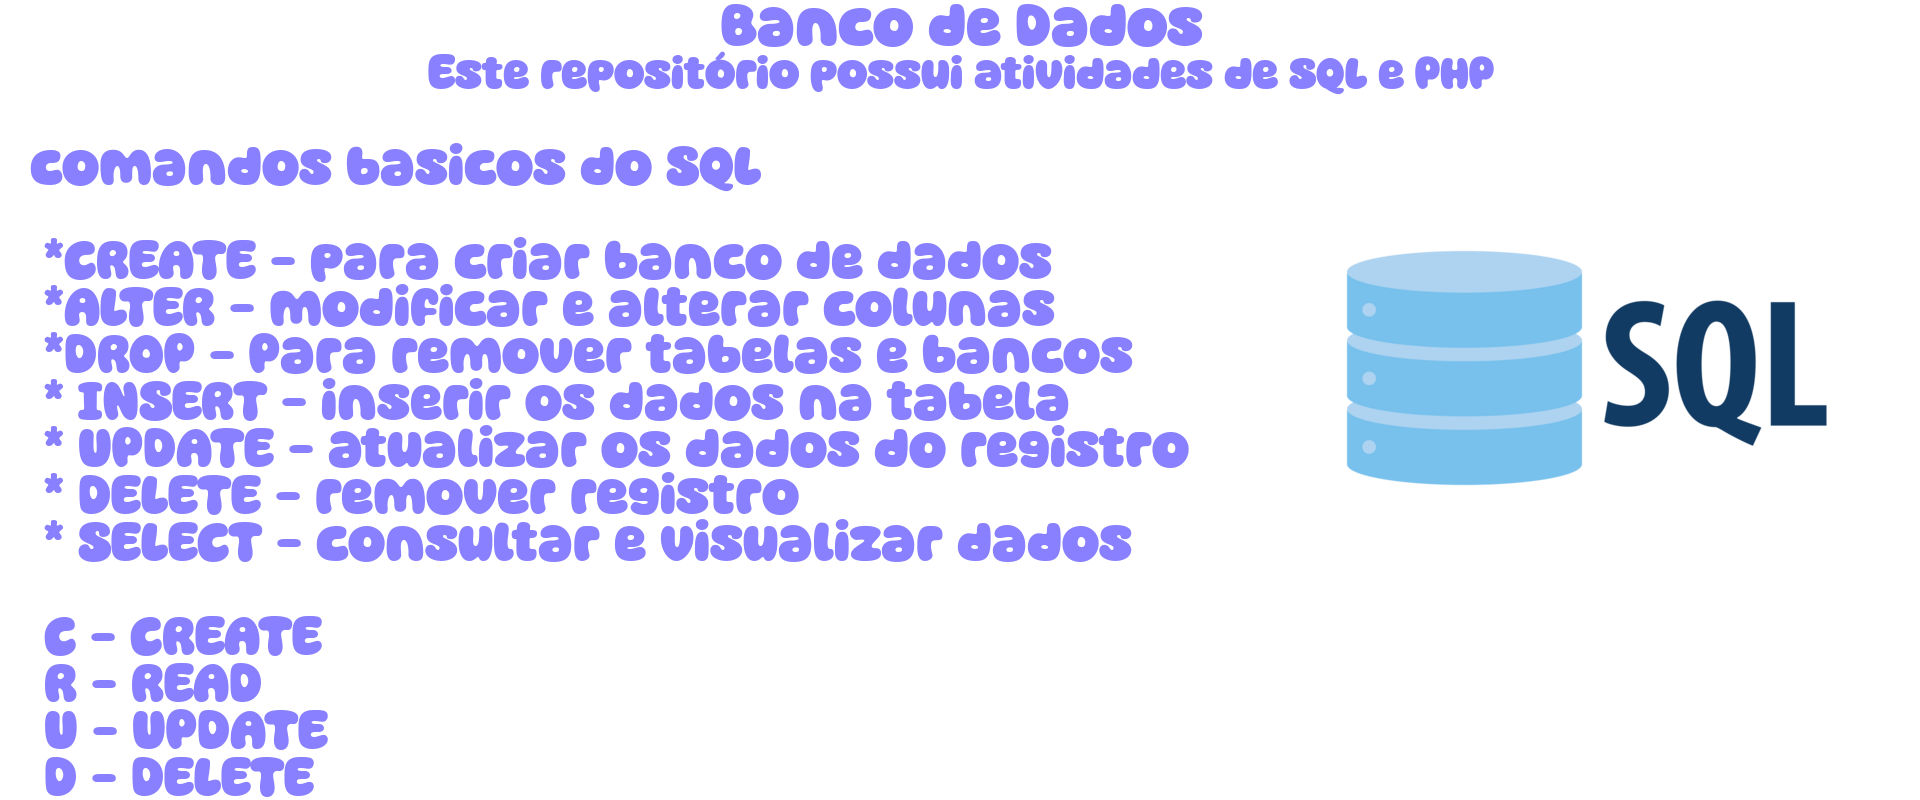 Banco de Dados
Este repositório possui atividades de SQL e PHP
comandos basicos do SQL
*CREATE - para criar banco de dados
*ALTER - modificar e alterar colunas
*DROP - Para remover tabelas e bancos
* INSERT - inserir os dados na tabela
* UPDATE - atualizar os dados do registro
* DELETE - remover registro
* SELECT - consultar e visualizar dados
SQL
C - CREATE
R - READ
U - UPDATE
D - DELETE